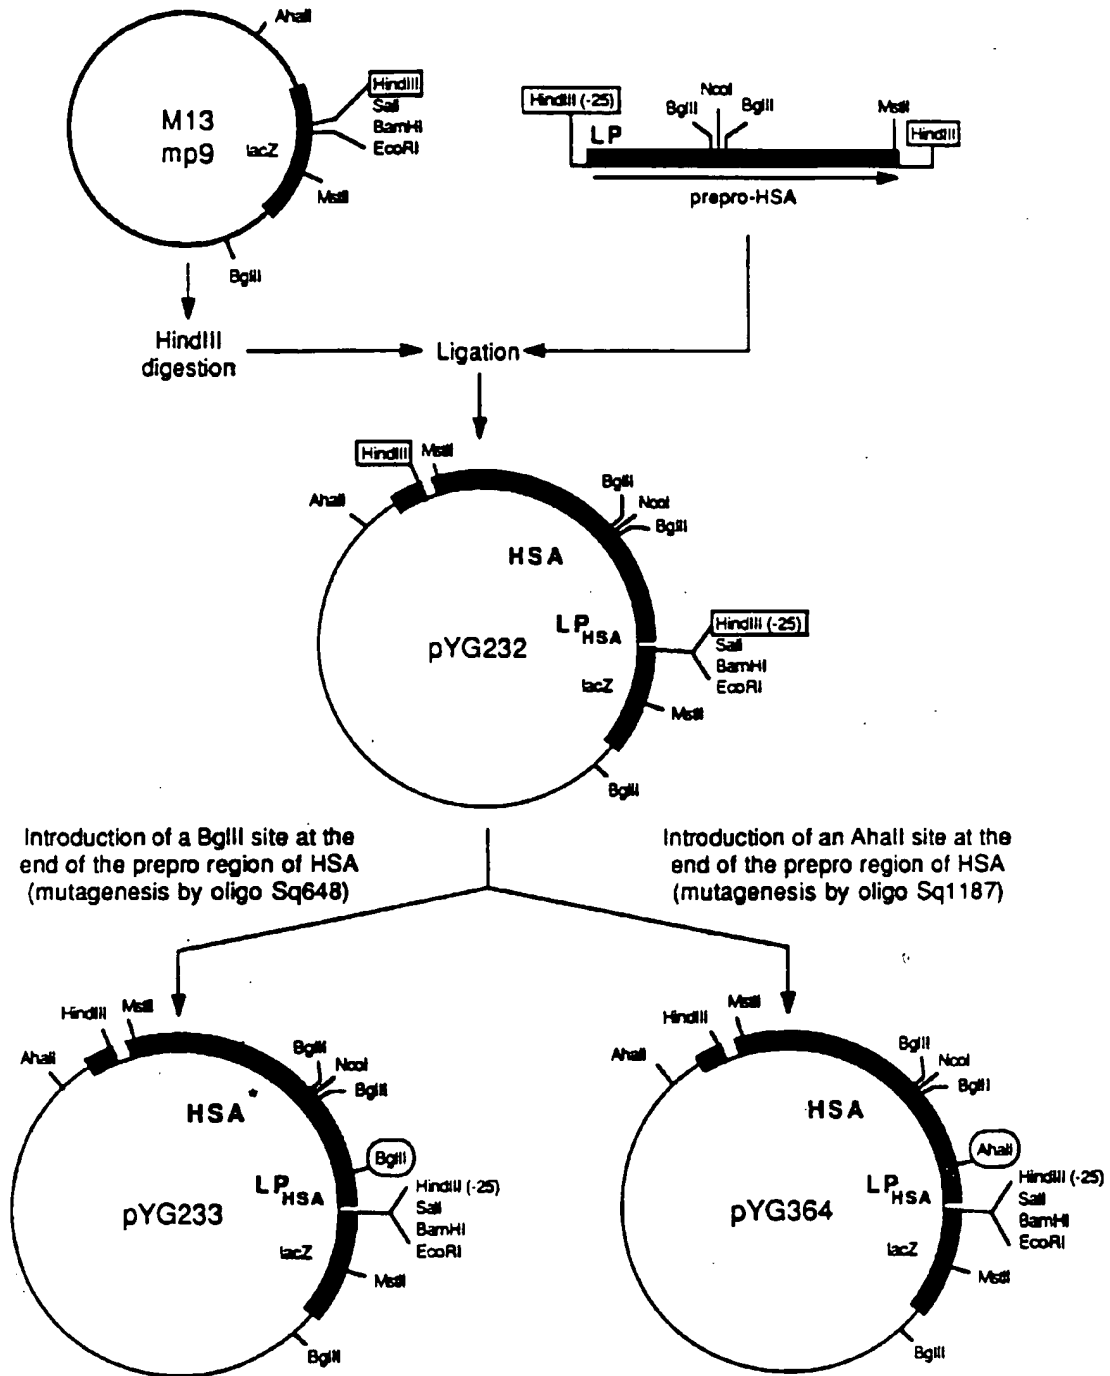 AhaII
HindIII
SalI
BamHI
EcoRI
M13
mp9
lacZ
MstII
BglII
HindIII (-25)
LP
BglII
NcoI
BglII
MstII
HindIII
prepro-HSA
HindIII
digestion
Ligation
HindIII
MstII
AhaII
BglII
NcoI
BglII
HSA
LP HSA
pYG232
HindIII (-25)
SalI
BamHI
EcoRI
lacZ
MstII
BglII
Introduction of a BglII site at the
end of the prepro region of HSA
(mutagenesis by oligo Sq648)
Introduction of an AhaII site at the
end of the prepro region of HSA
(mutagenesis by oligo Sq1187)
HindIII
MstII
AhaII
BglII
NcoI
BglII
HSA*
BglII
LP HSA
HindIII (-25)
SalI
BamHI
EcoRI
pYG233
lacZ
MstII
BglII
HindIII
MstII
AhaII
BglII
NcoI
BglII
HSA
AhaII
LP HSA
HindIII (-25)
SalI
BamHI
EcoRI
pYG364
lacZ
MstII
BglII